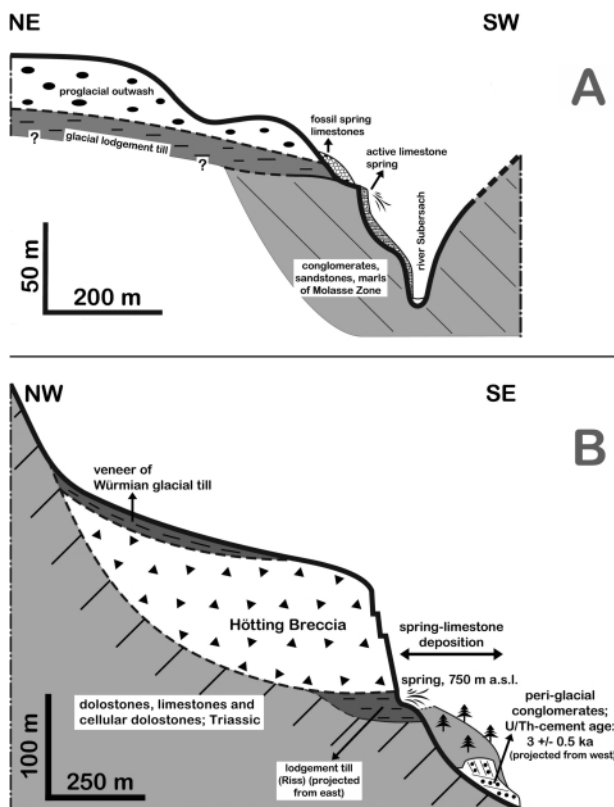 NE
SW
A
proglacial outwash
fossil spring
limestones
active limestone
spring
?
glacial lodgement till
?
river Subersach
50 m
200 m
conglomerates,
sandstones, marls
of Molasse Zone
NW
SE
B
veneer of
Würmian glacial till
Hötting Breccia
spring-limestone
deposition
spring, 750 m a.s.l.
peri-glacial
conglomerates;
U/Th-cement age:
3 +/- 0.5 ka
(projected from west)
dolostones, limestones and
cellular dolostones; Triassic
lodgement till
(Riss) (projected
from east)
100 m
250 m